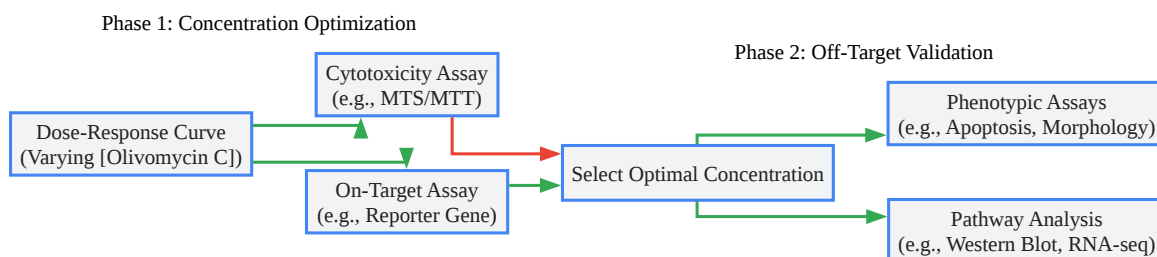 Phase 1: Concentration Optimization
Phase 2: Off-Target Validation
Cytotoxicity Assay
(e.g., MTS/MTT)
Dose-Response Curve
(Varying [Olivomycin C])
On-Target Assay
(e.g., Reporter Gene)
Select Optimal Concentration
Phenotypic Assays
(e.g., Apoptosis, Morphology)
Pathway Analysis
(e.g., Western Blot, RNA-seq)